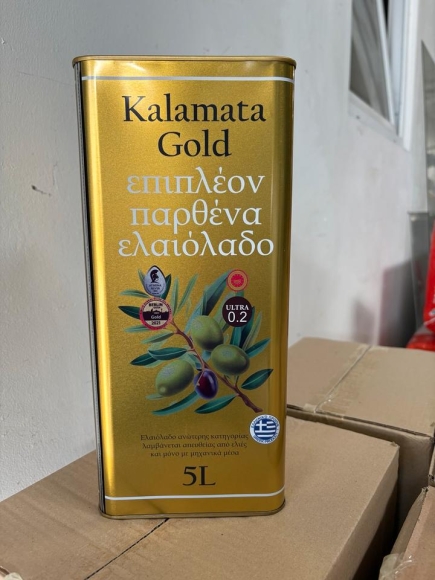 Kalamata
Gold
επιπλέον
παρθένα
ελαιόλαδο
Gold
ULTRA
0.2
Ελαιόλαδο ανώτερης κατηγορίας
λαμβάνεται απευθείας από ελιές
και μόνο με μηχανικά μέσα
5L